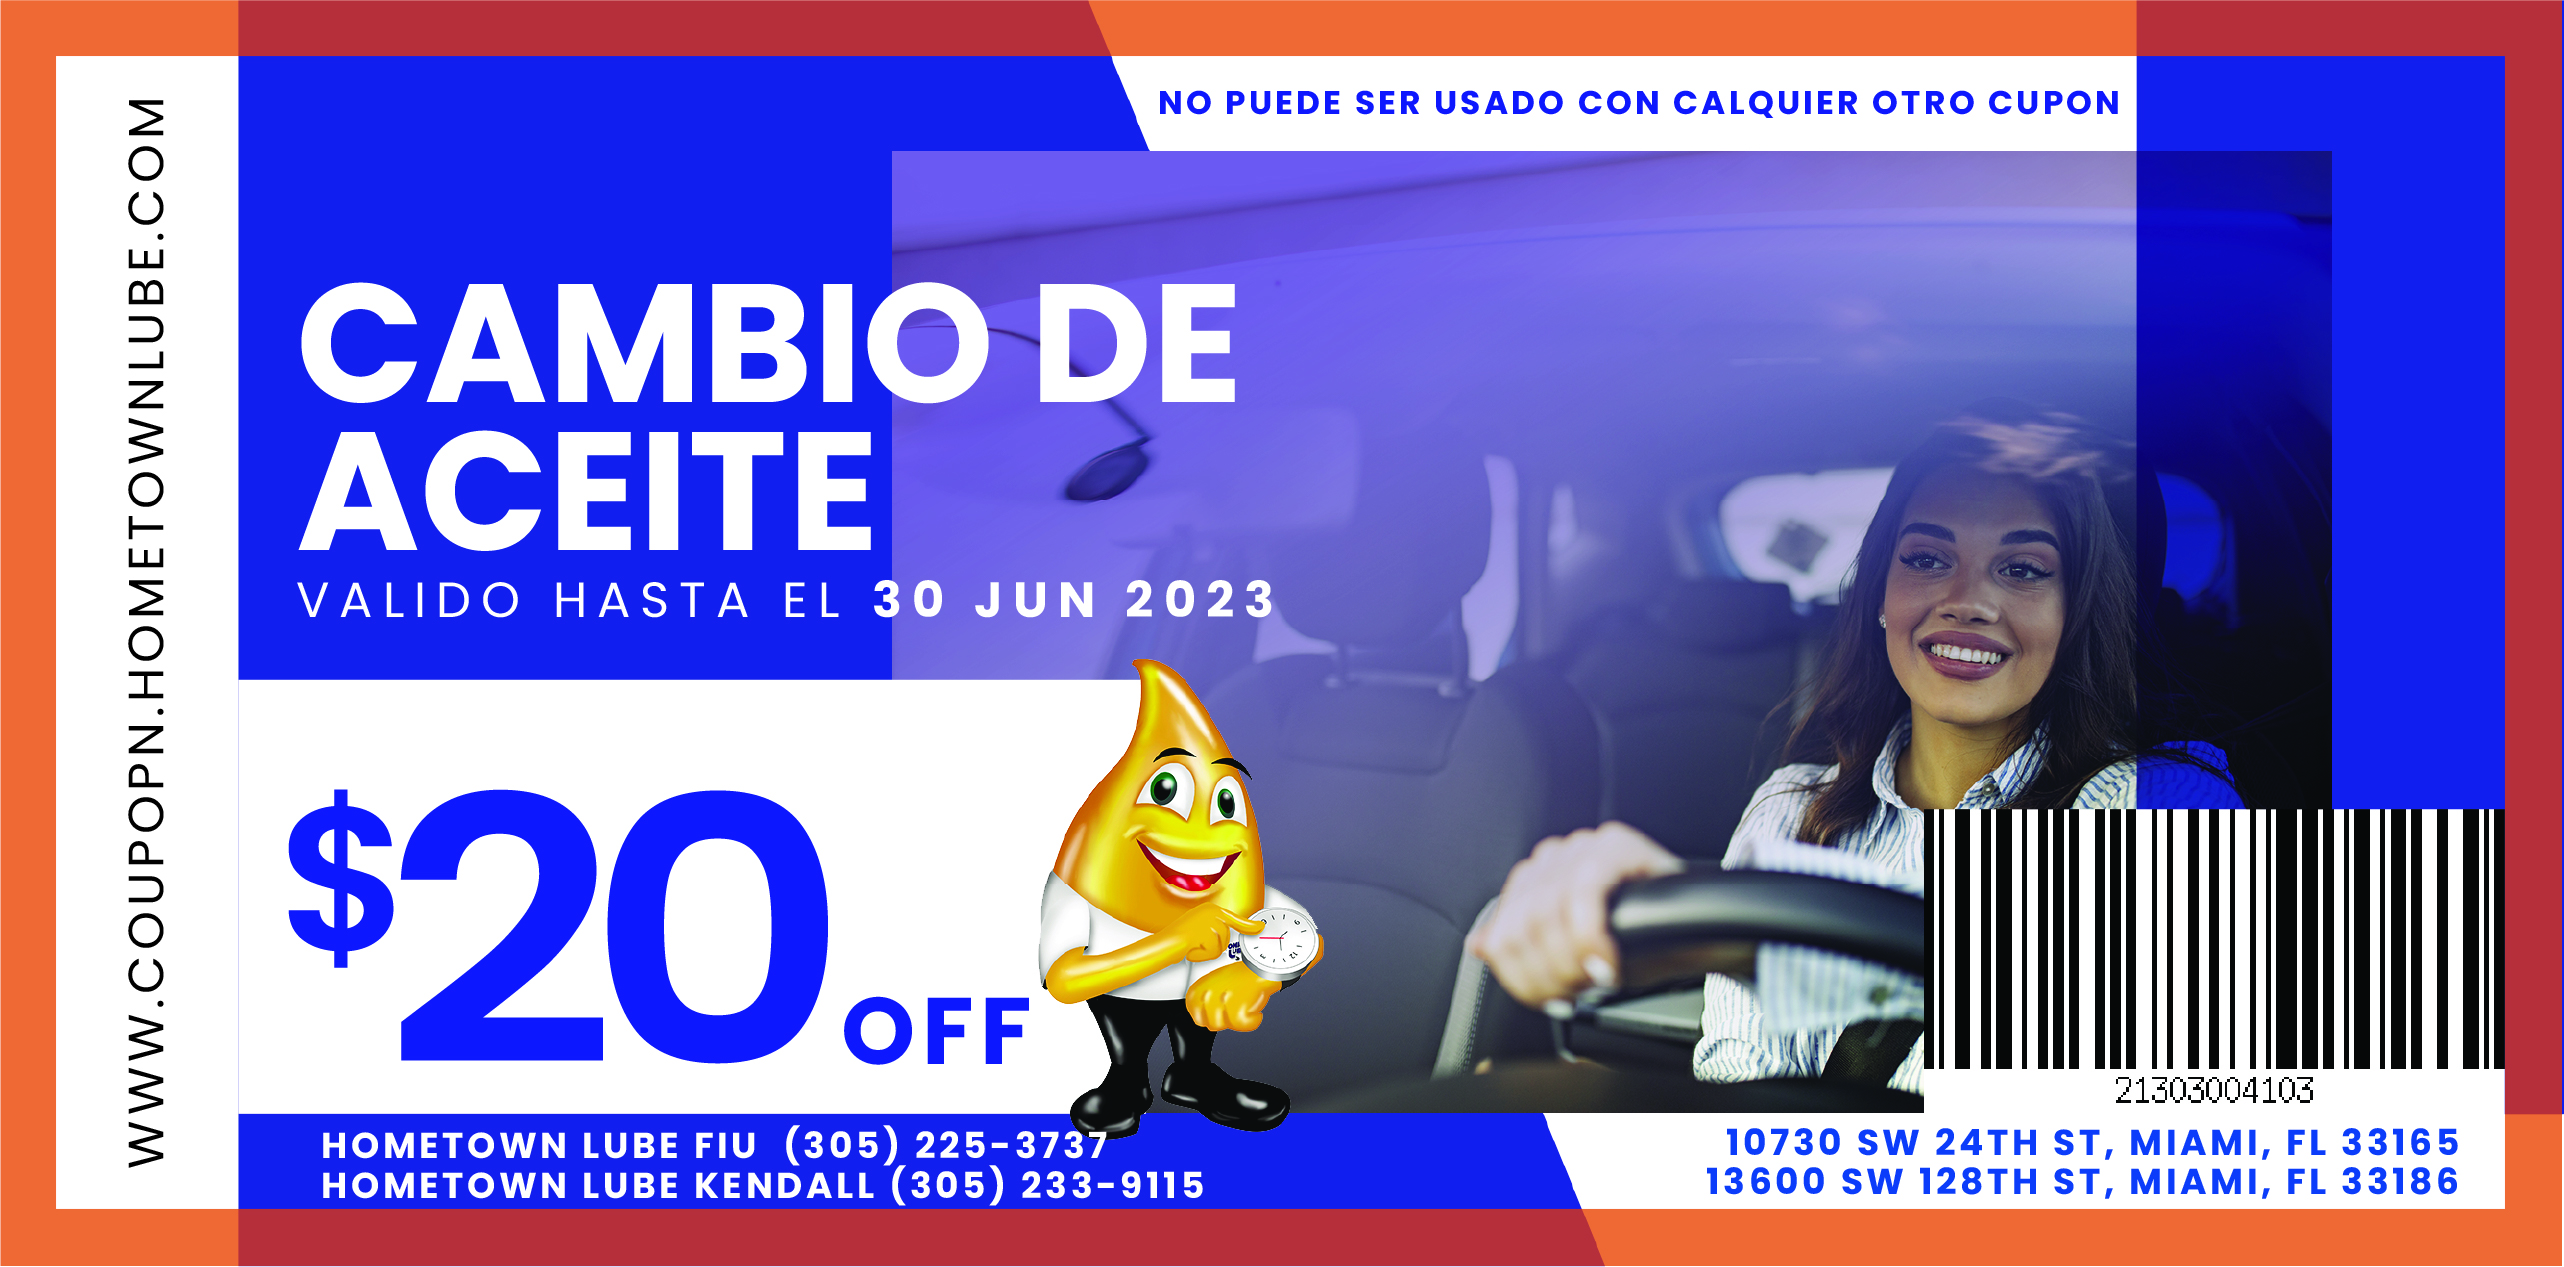 WWW.COUPOPN.HOMETOWNLUBE.COM
NO PUEDE SER USADO CON CALQUIER OTRO CUPON
CAMBIO DE
ACEITE
VALIDO HASTA EL 30 JUN 2023
$20 OFF
21303004103
HOMETOWN LUBE FIU (305) 225-3737
HOMETOWN LUBE KENDALL (305) 233-9115
10730 SW 24TH ST, MIAMI, FL 33165
13600 SW 128TH ST, MIAMI, FL 33186